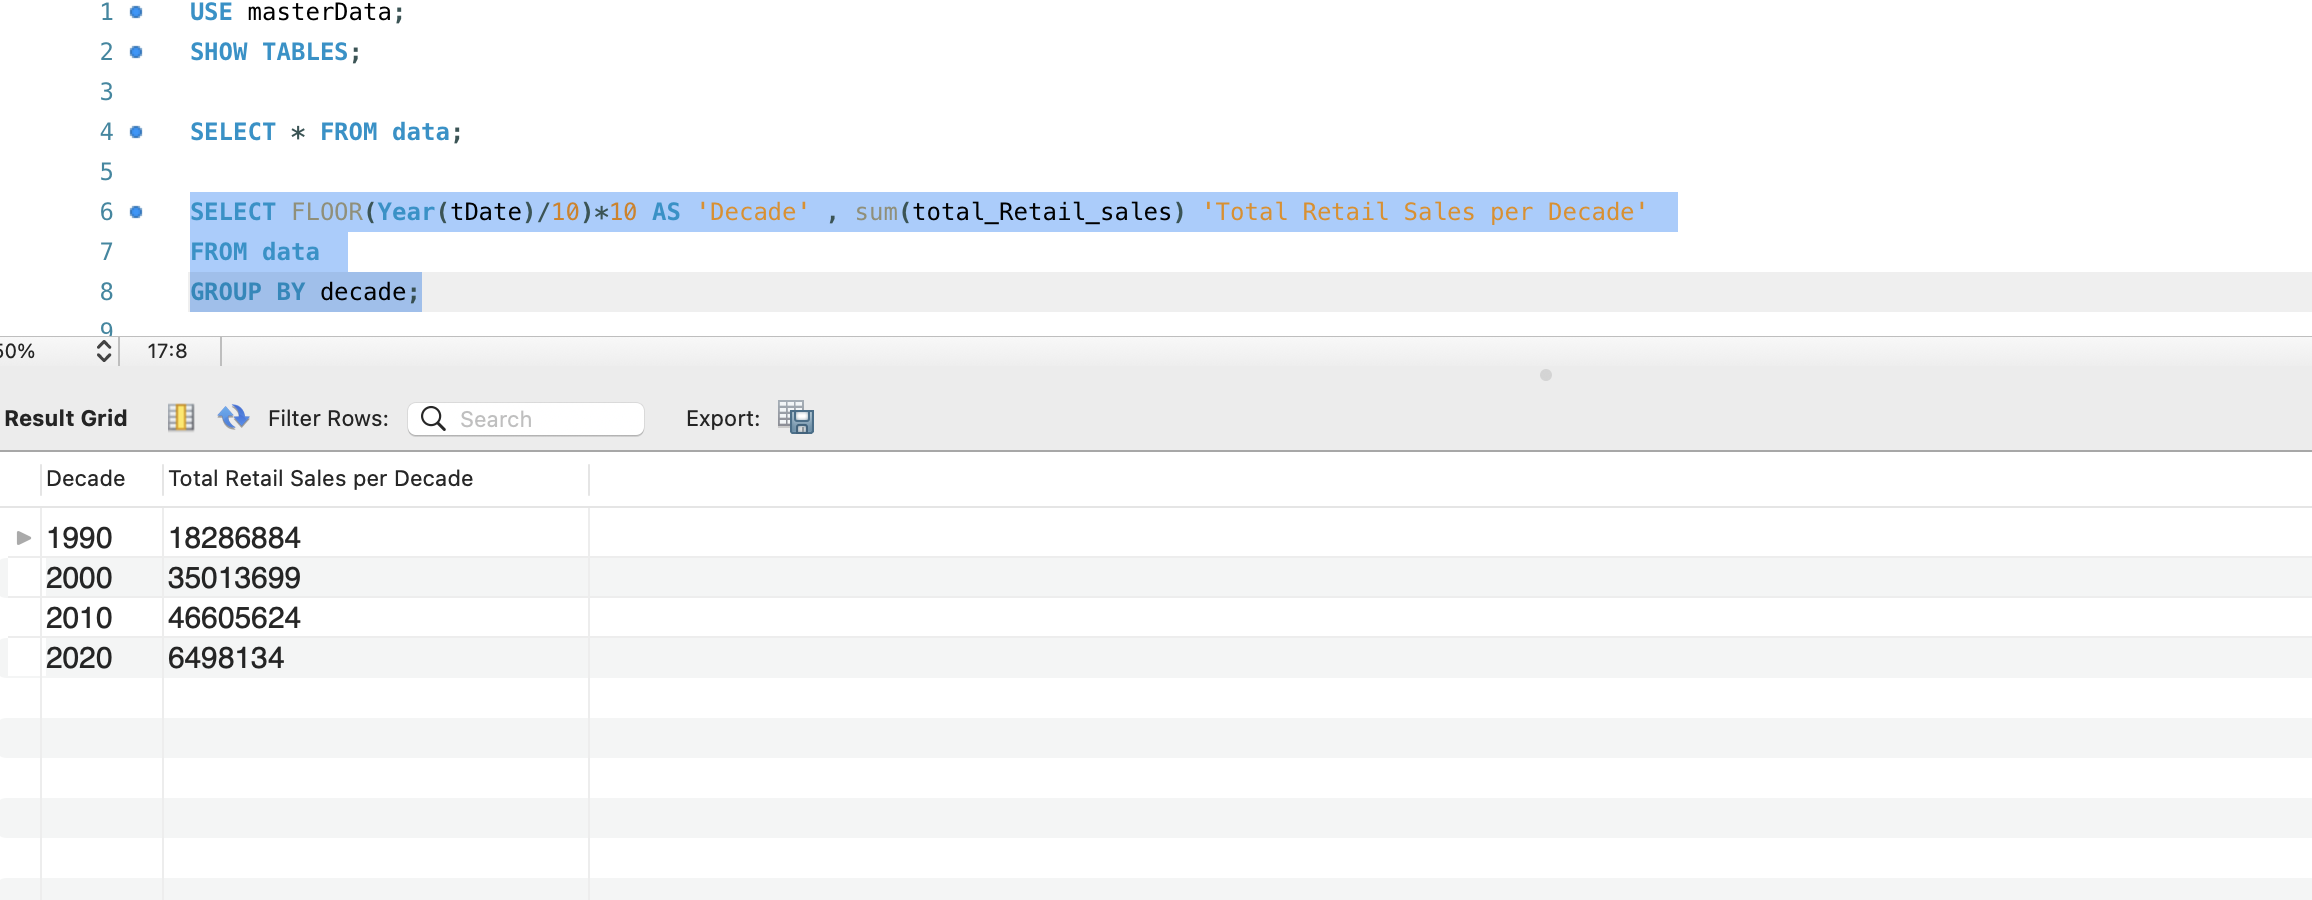 1 USE masterData;
2 SHOW TABLES;
3
4 SELECT * FROM data;
5
6 SELECT FLOOR(Year(tDate)/10)*10 AS 'Decade' , sum(total_Retail_sales) 'Total Retail Sales per Decade'
7 FROM data
8 GROUP BY decade;
9
50% 17:8
Result Grid Filter Rows: Search Export:
Decade Total Retail Sales per Decade
1990 18286884
2000 35013699
2010 46605624
2020 6498134